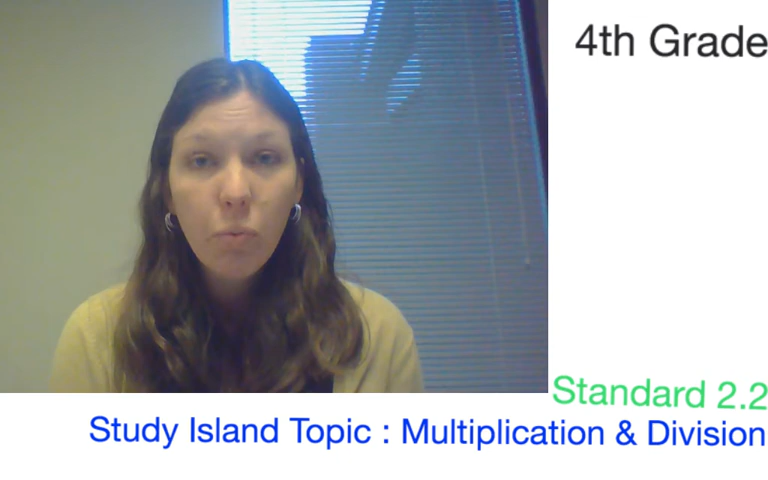 4th Grade
Standard 2.2
Study Island Topic : Multiplication & Division